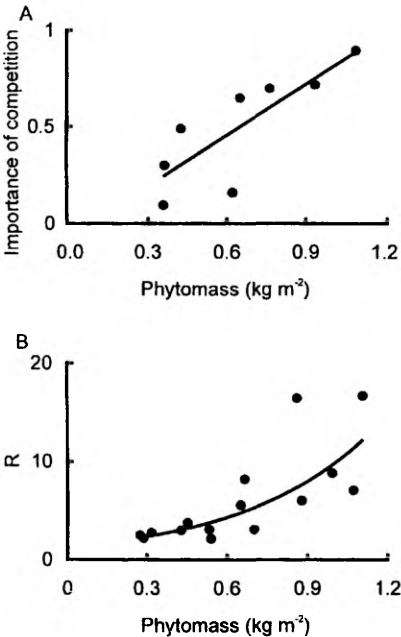 A
Importance of competition
1
0.5
0
0.0 0.3 0.6 0.9 1.2
Phytomass (kg m⁻²)
B
R
20
10
0
0 0.3 0.6 0.9 1.2
Phytomass (kg m⁻²)